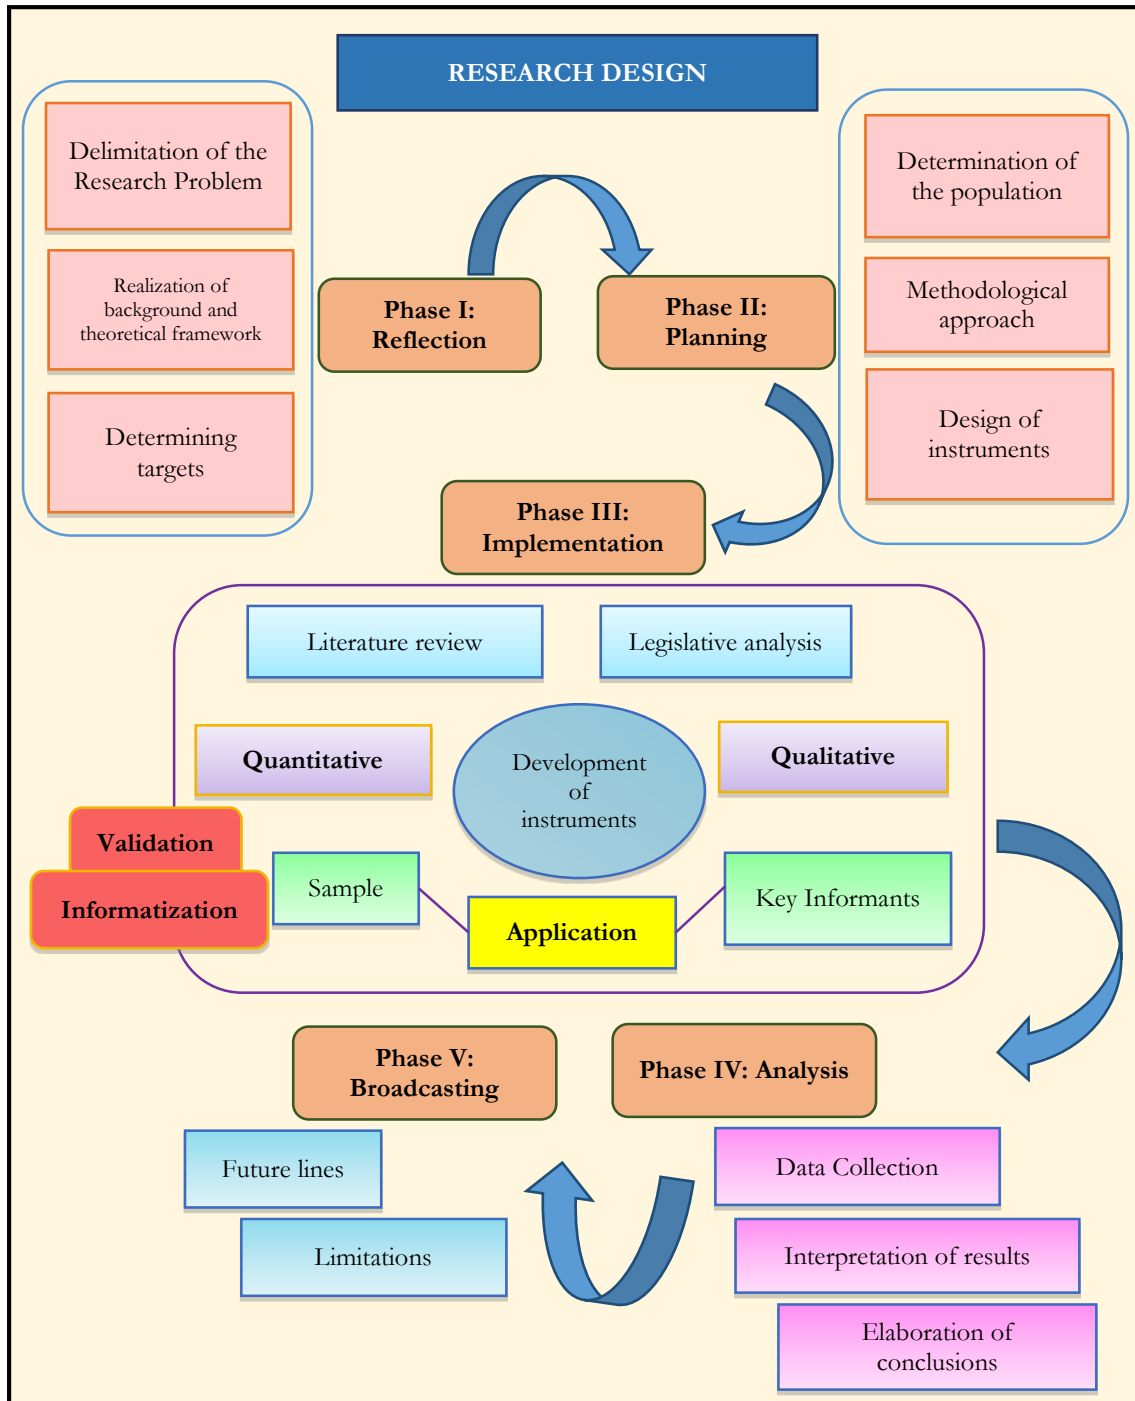 RESEARCH DESIGN
Delimitation of the
Research Problem
Realization of
background and
theoretical framework
Determining
targets
Phase I:
Reflection
Phase II:
Planning
Determination of
the population
Methodological
approach
Design of
instruments
Phase III:
Implementation
Literature review
Legislative analysis
Quantitative
Development
of
instruments
Qualitative
Validation
Informatization
Sample
Application
Key Informants
Phase V:
Broadcasting
Phase IV: Analysis
Future lines
Limitations
Data Collection
Interpretation of results
Elaboration of
conclusions